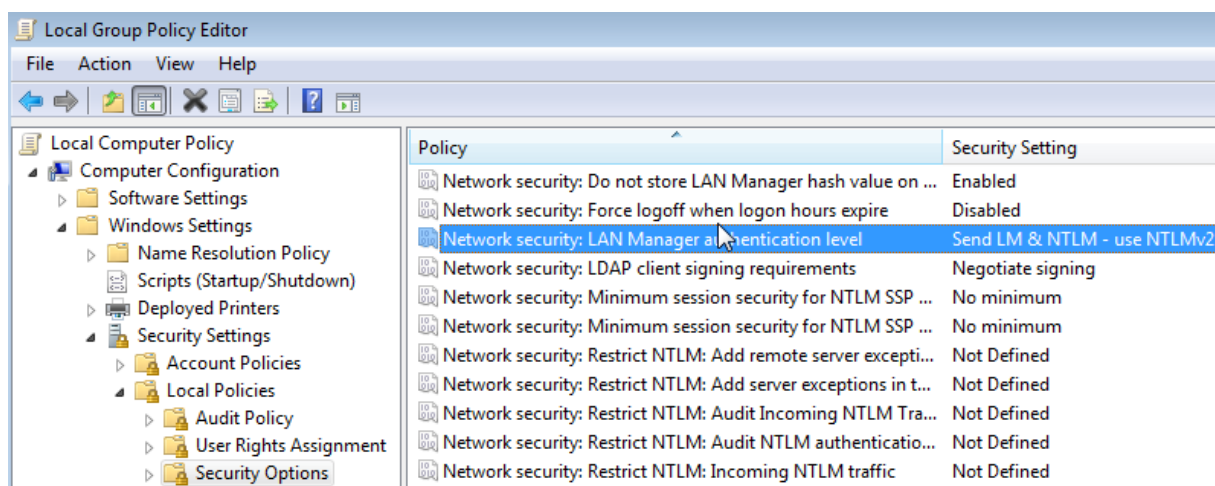 Local Group Policy Editor
File Action View Help
Local Computer Policy
Computer Configuration
Software Settings
Windows Settings
Name Resolution Policy
Scripts (Startup/Shutdown)
Deployed Printers
Security Settings
Account Policies
Local Policies
Audit Policy
User Rights Assignment
Security Options
Policy Security Setting
Network security: Do not store LAN Manager hash value on ... Enabled
Network security: Force logoff when logon hours expire Disabled
Network security: LAN Manager authentication level Send LM & NTLM - use NTLMv2
Network security: LDAP client signing requirements Negotiate signing
Network security: Minimum session security for NTLM SSP ... No minimum
Network security: Minimum session security for NTLM SSP ... No minimum
Network security: Restrict NTLM: Add remote server excepti... Not Defined
Network security: Restrict NTLM: Add server exceptions in t... Not Defined
Network security: Restrict NTLM: Audit Incoming NTLM Tra... Not Defined
Network security: Restrict NTLM: Audit NTLM authenticatio... Not Defined
Network security: Restrict NTLM: Incoming NTLM traffic Not Defined